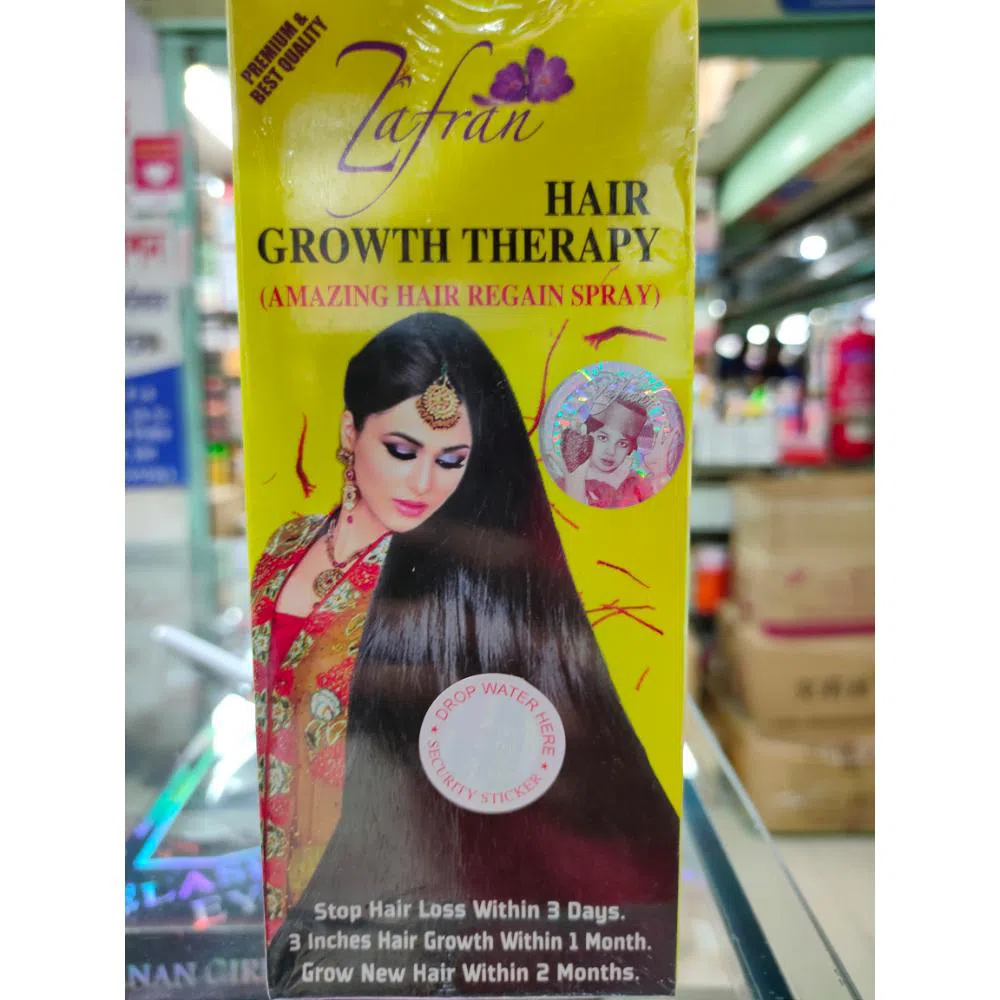 PREMIUM &
BEST QUALITY
Zafran
HAIR
GROWTH THERAPY
(AMAZING HAIR REGAIN SPRAY)
DROP WATER HERE
SECURITY STICKER
Stop Hair Loss Within 3 Days.
3 Inches Hair Growth Within 1 Month.
Grow New Hair Within 2 Months.